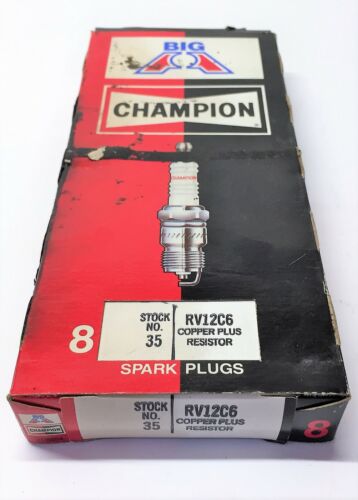 BIG
A
CHAMPION
CHAMPION
8
STOCK NO. 35
RV12C6
COPPER PLUS
RESISTOR
SPARK PLUGS
BIG
A
CHAMPION
STOCK NO. 35
RV12C6
COPPER PLUS
RESISTOR
8